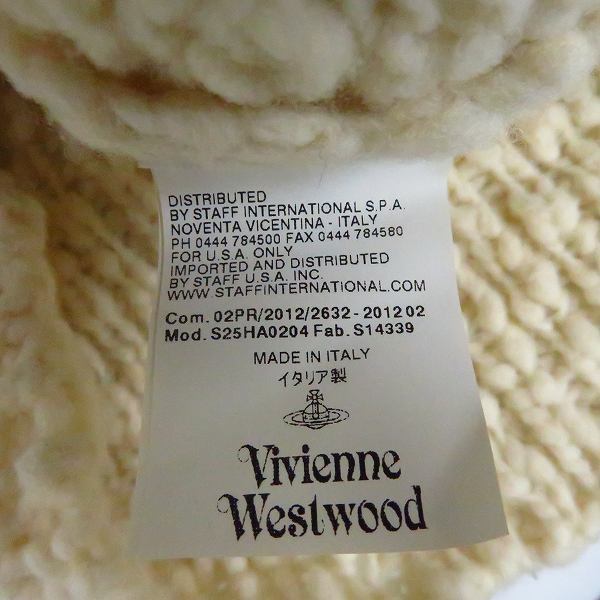 DISTRIBUTED
BY STAFF INTERNATIONAL S.P.A.
NOVENTA VICENTINA - ITALY
PH 0444 784500 FAX 0444 784580
FOR U.S.A. ONLY
IMPORTED AND DISTRIBUTED
BY STAFF U.S.A. INC.
WWW.STAFFINTERNATIONAL.COM
Com. 02PR/2012/2632 - 2012 02
Mod. S25HA0204 Fab. S14339
MADE IN ITALY
イタリア製
Vivienne
Westwood